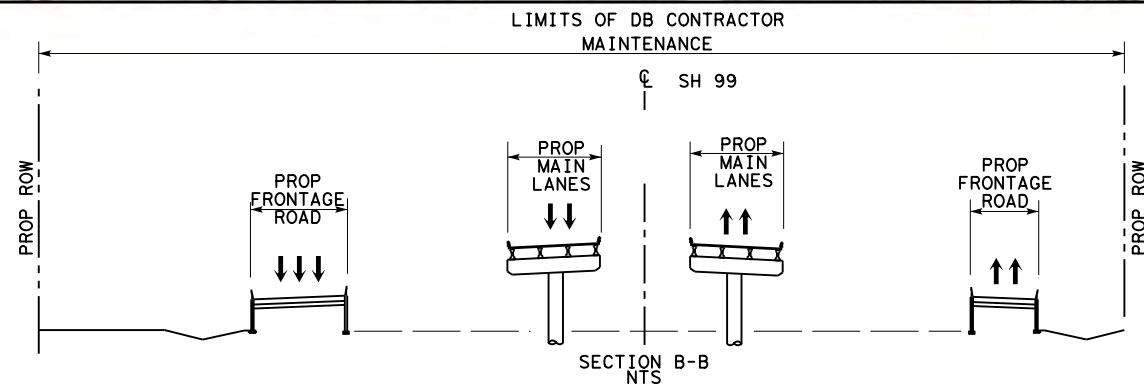 LIMITS OF DB CONTRACTOR
MAINTENANCE
℄ SH 99
PROP ROW
PROP
FRONTAGE
ROAD
PROP
MAIN
LANES
PROP
MAIN
LANES
PROP
FRONTAGE
ROAD
PROP ROW
SECTION B-B
NTS